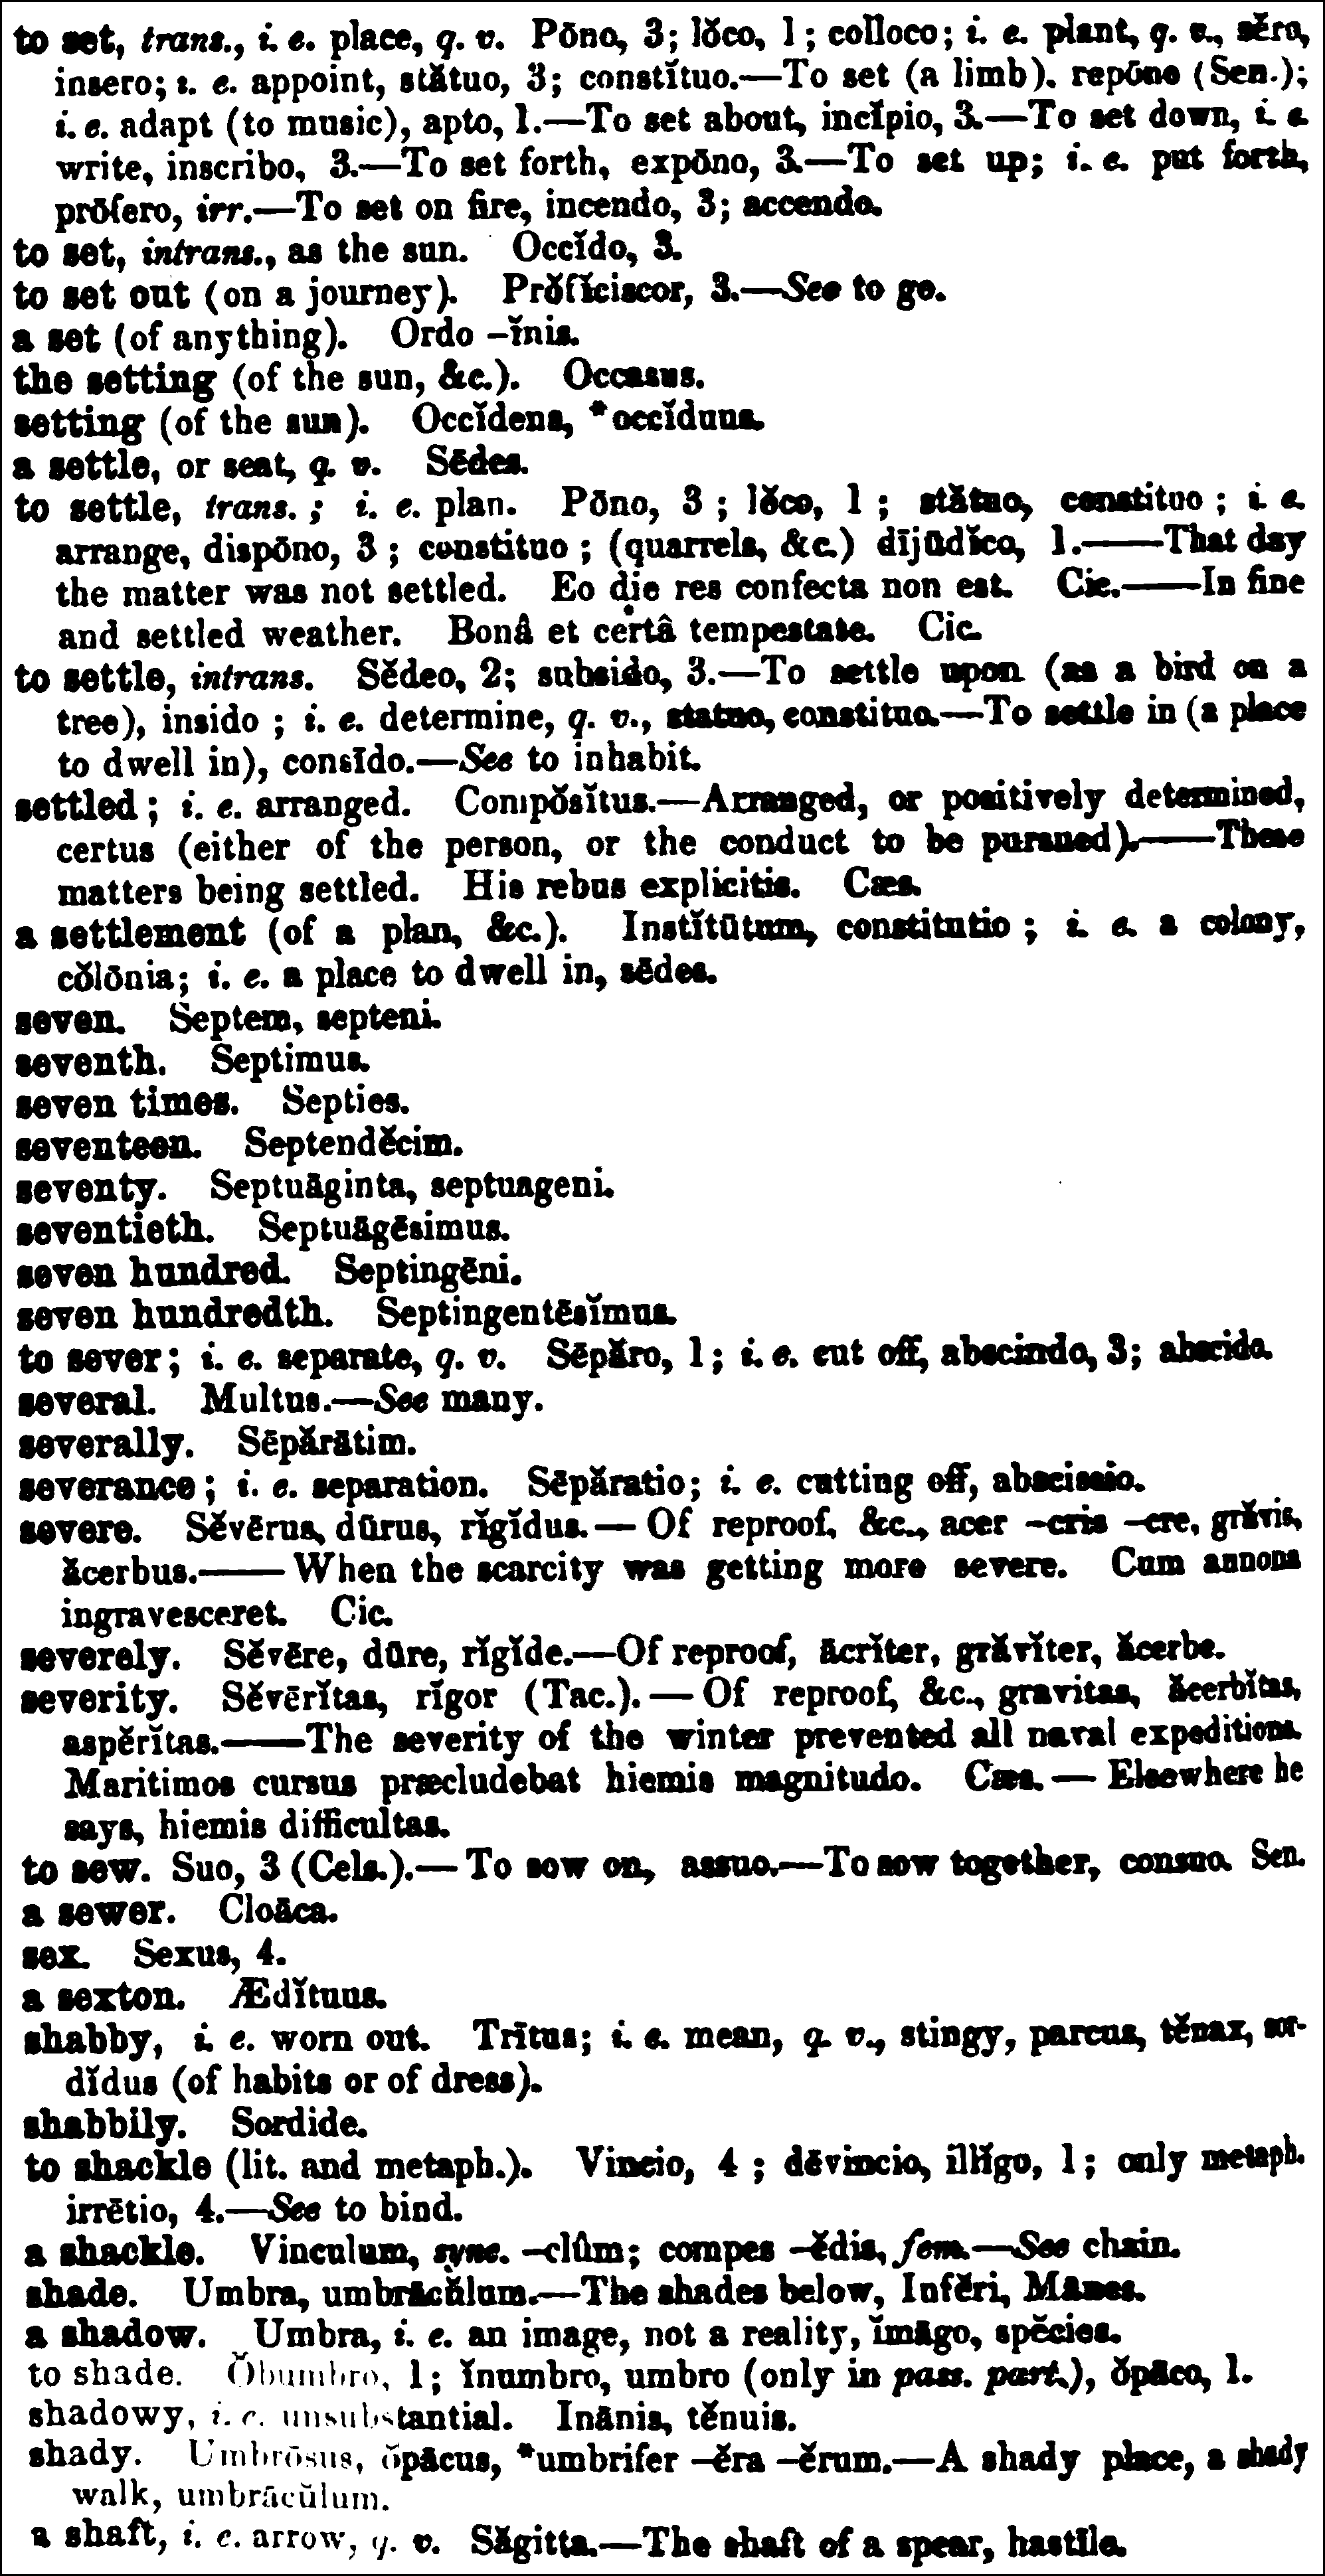 to set, trans., i. e. place, q. v. Pōno, 3; lŏco, 1; colloco; i. e. plant, q. v., sĕro,
insero; i. e. appoint, stătuo, 3; constĭtuo.—To set (a limb). repōno (Sen.);
i. e. adapt (to music), apto, 1.—To set about, incĭpio, 3.—To set down, i. e.
write, inscribo, 3.—To set forth, expōno, 3.—To set up; i. e. put forth,
prōfero, irr.—To set on fire, incendo, 3; accendo.
to set, intrans., as the sun. Occĭdo, 3.
to set out (on a journey). Prŏfĭciscor, 3.—See to go.
a set (of anything). Ordo –ĭnis.
the setting (of the sun, &c.). Occasus.
setting (of the sun). Occĭdens, *occĭduus.
a settle, or seat, q. v. Sēdes.
to settle, trans.; i. e. plan. Pōno, 3; lŏco, 1; stătuo, constituo; i. e.
arrange, dispōno, 3; constituo; (quarrels, &c.) dījūdĭco, 1.——That day
the matter was not settled. Eo die res confecta non est. Cic.——In fine
and settled weather. Bonâ et certâ tempestate. Cic.
to settle, intrans. Sĕdeo, 2; subsido, 3.—To settle upon (as a bird on a
tree), insido; i. e. determine, q. v., statuo, constituo.—To settle in (a place
to dwell in), consīdo.—See to inhabit.
settled; i. e. arranged. Compŏsĭtus.—Arranged, or positively determined,
certus (either of the person, or the conduct to be pursued).——These
matters being settled. His rebus explicitis. Cæs.
a settlement (of a plan, &c.). Instĭtūtum, constitutio; i. e. a colony,
cŏlōnia; i. e. a place to dwell in, sēdes.
seven. Septem, septeni.
seventh. Septimus.
seven times. Septies.
seventeen. Septendĕcim.
seventy. Septuāginta, septuageni.
seventieth. Septuāgēsimus.
seven hundred. Septingēni.
seven hundredth. Septingentēsĭmus.
to sever; i. e. separate, q. v. Sēpăro, 1; i. e. cut off, abscindo, 3; abscido.
several. Multus.—See many.
severally. Sēpărātim.
severance; i. e. separation. Sēpăratio; i. e. cutting off, abscissio.
severe. Sĕvērus, dūrus, rĭgĭdus.—Of reproof, &c., acer –cris –cre, grăvis,
ăcerbus.——When the scarcity was getting more severe. Cum annona
ingravesceret. Cic.
severely. Sĕvēre, dūre, rĭgĭde.—Of reproof, ācrĭter, grăvĭter, ăcerbe.
severity. Sĕvērĭtas, rĭgor (Tac.).—Of reproof, &c., gravitas, ăcerbĭtas,
aspĕrĭtas.——The severity of the winter prevented all naval expeditions.
Maritimos cursus præcludebat hiemis magnitudo. Cæs.—Elsewhere he
says, hiemis difficultas.
to sew. Suo, 3 (Cels.).—To sow on, assuo.—To sow together, consuo. Sen.
a sewer. Cloāca.
sex. Sexus, 4.
a sexton. Ædĭtuus.
shabby, i. e. worn out. Trītus; i. e. mean, q. v., stingy, parcus, tĕnax, sor-
dĭdus (of habits or of dress).
shabbily. Sordide.
to shackle (lit. and metaph.). Vincio, 4; dēvincio, illĭgo, 1; only metaph.
irrētio, 4.—See to bind.
a shackle. Vinculum, sync. –clûm; compes –ĕdis, fem.—See chain.
shade. Umbra, umbrācŭlum.—The shades below, Infĕri, Mānes.
a shadow. Umbra, i. e. an image, not a reality, ĭmāgo, spĕcies.
to shade. Ŏbumbro, 1; ĭnumbro, umbro (only in pass. part.), ŏpāco, 1.
shadowy, i. e. unsubstantial. Inānis, tĕnuis.
shady. Umbrōsus, ŏpācus, *umbrifer –ĕra –ĕrum.—A shady place, a shady
walk, umbrācŭlum.
a shaft, i. e. arrow, q. v. Săgitta.—The shaft of a spear, hastīle.